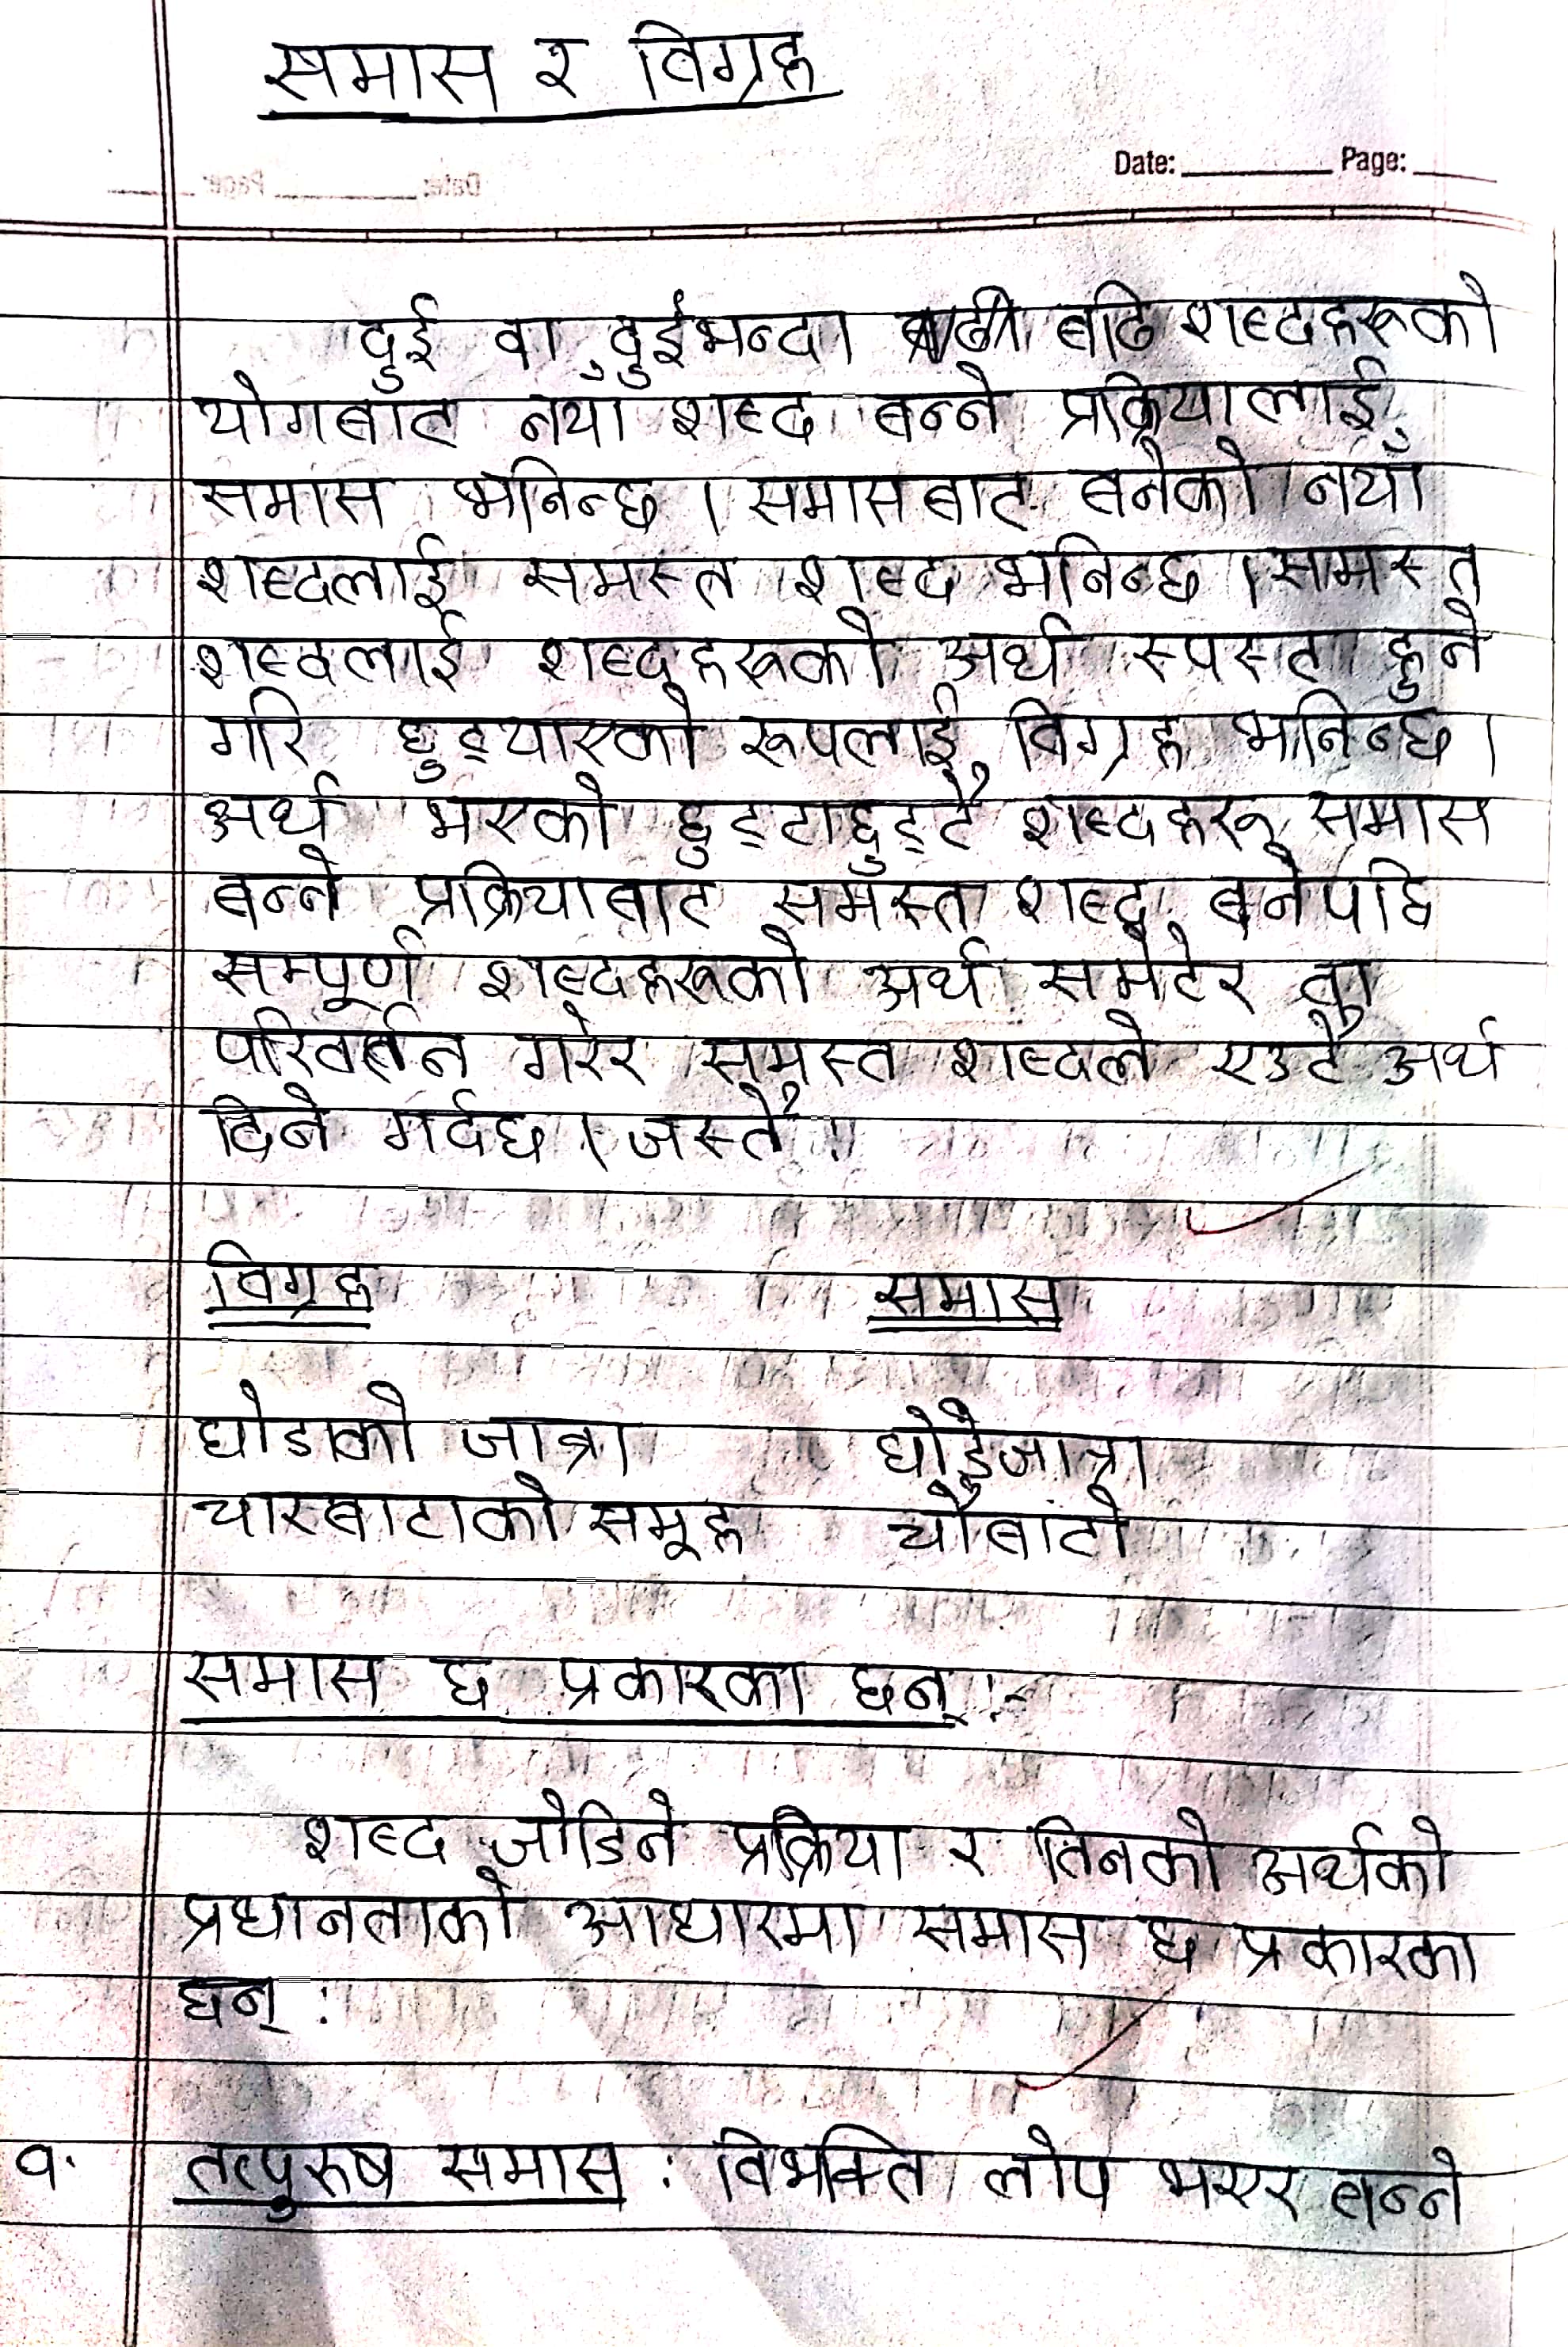 समास र विग्रह
Date: Page:
दुई वा दुईभन्दा बढि शब्दहरूको
योगबाट नयाँ शब्द बन्ने प्रक्रियालाई
समास भनिन्छ । समासबाट बनेको नयाँ
शब्दलाई समस्त शब्द भनिन्छ । समस्त
शब्दलाई शब्दहरूको अर्थ स्पस्ट हुने
गरि छुट्याएको रूपलाई विग्रह भनिन्छ ।
अर्थ भएको छुट्टाछुट्टै शब्दहरू समास
बन्ने प्रक्रियाबाट समस्त शब्द बनेपछि
सम्पूर्ण शब्दहरूको अर्थ समेटेर वा
परिवर्तन गरेर समस्त शब्दले एउटै अर्थ
दिने गर्दछ । जस्तै :
विग्रह समास
घोडाको जात्रा घोडेजात्रा
चारबाटाको समूह चौबाटो
समास छ प्रकारका छन् :-
शब्द जोडिने प्रक्रिया र तिनको अर्थको
प्रधानताको आधारमा समास छ प्रकारका
छन् :
१. तत्पुरुष समास : विभक्ति लोप भएर बन्ने